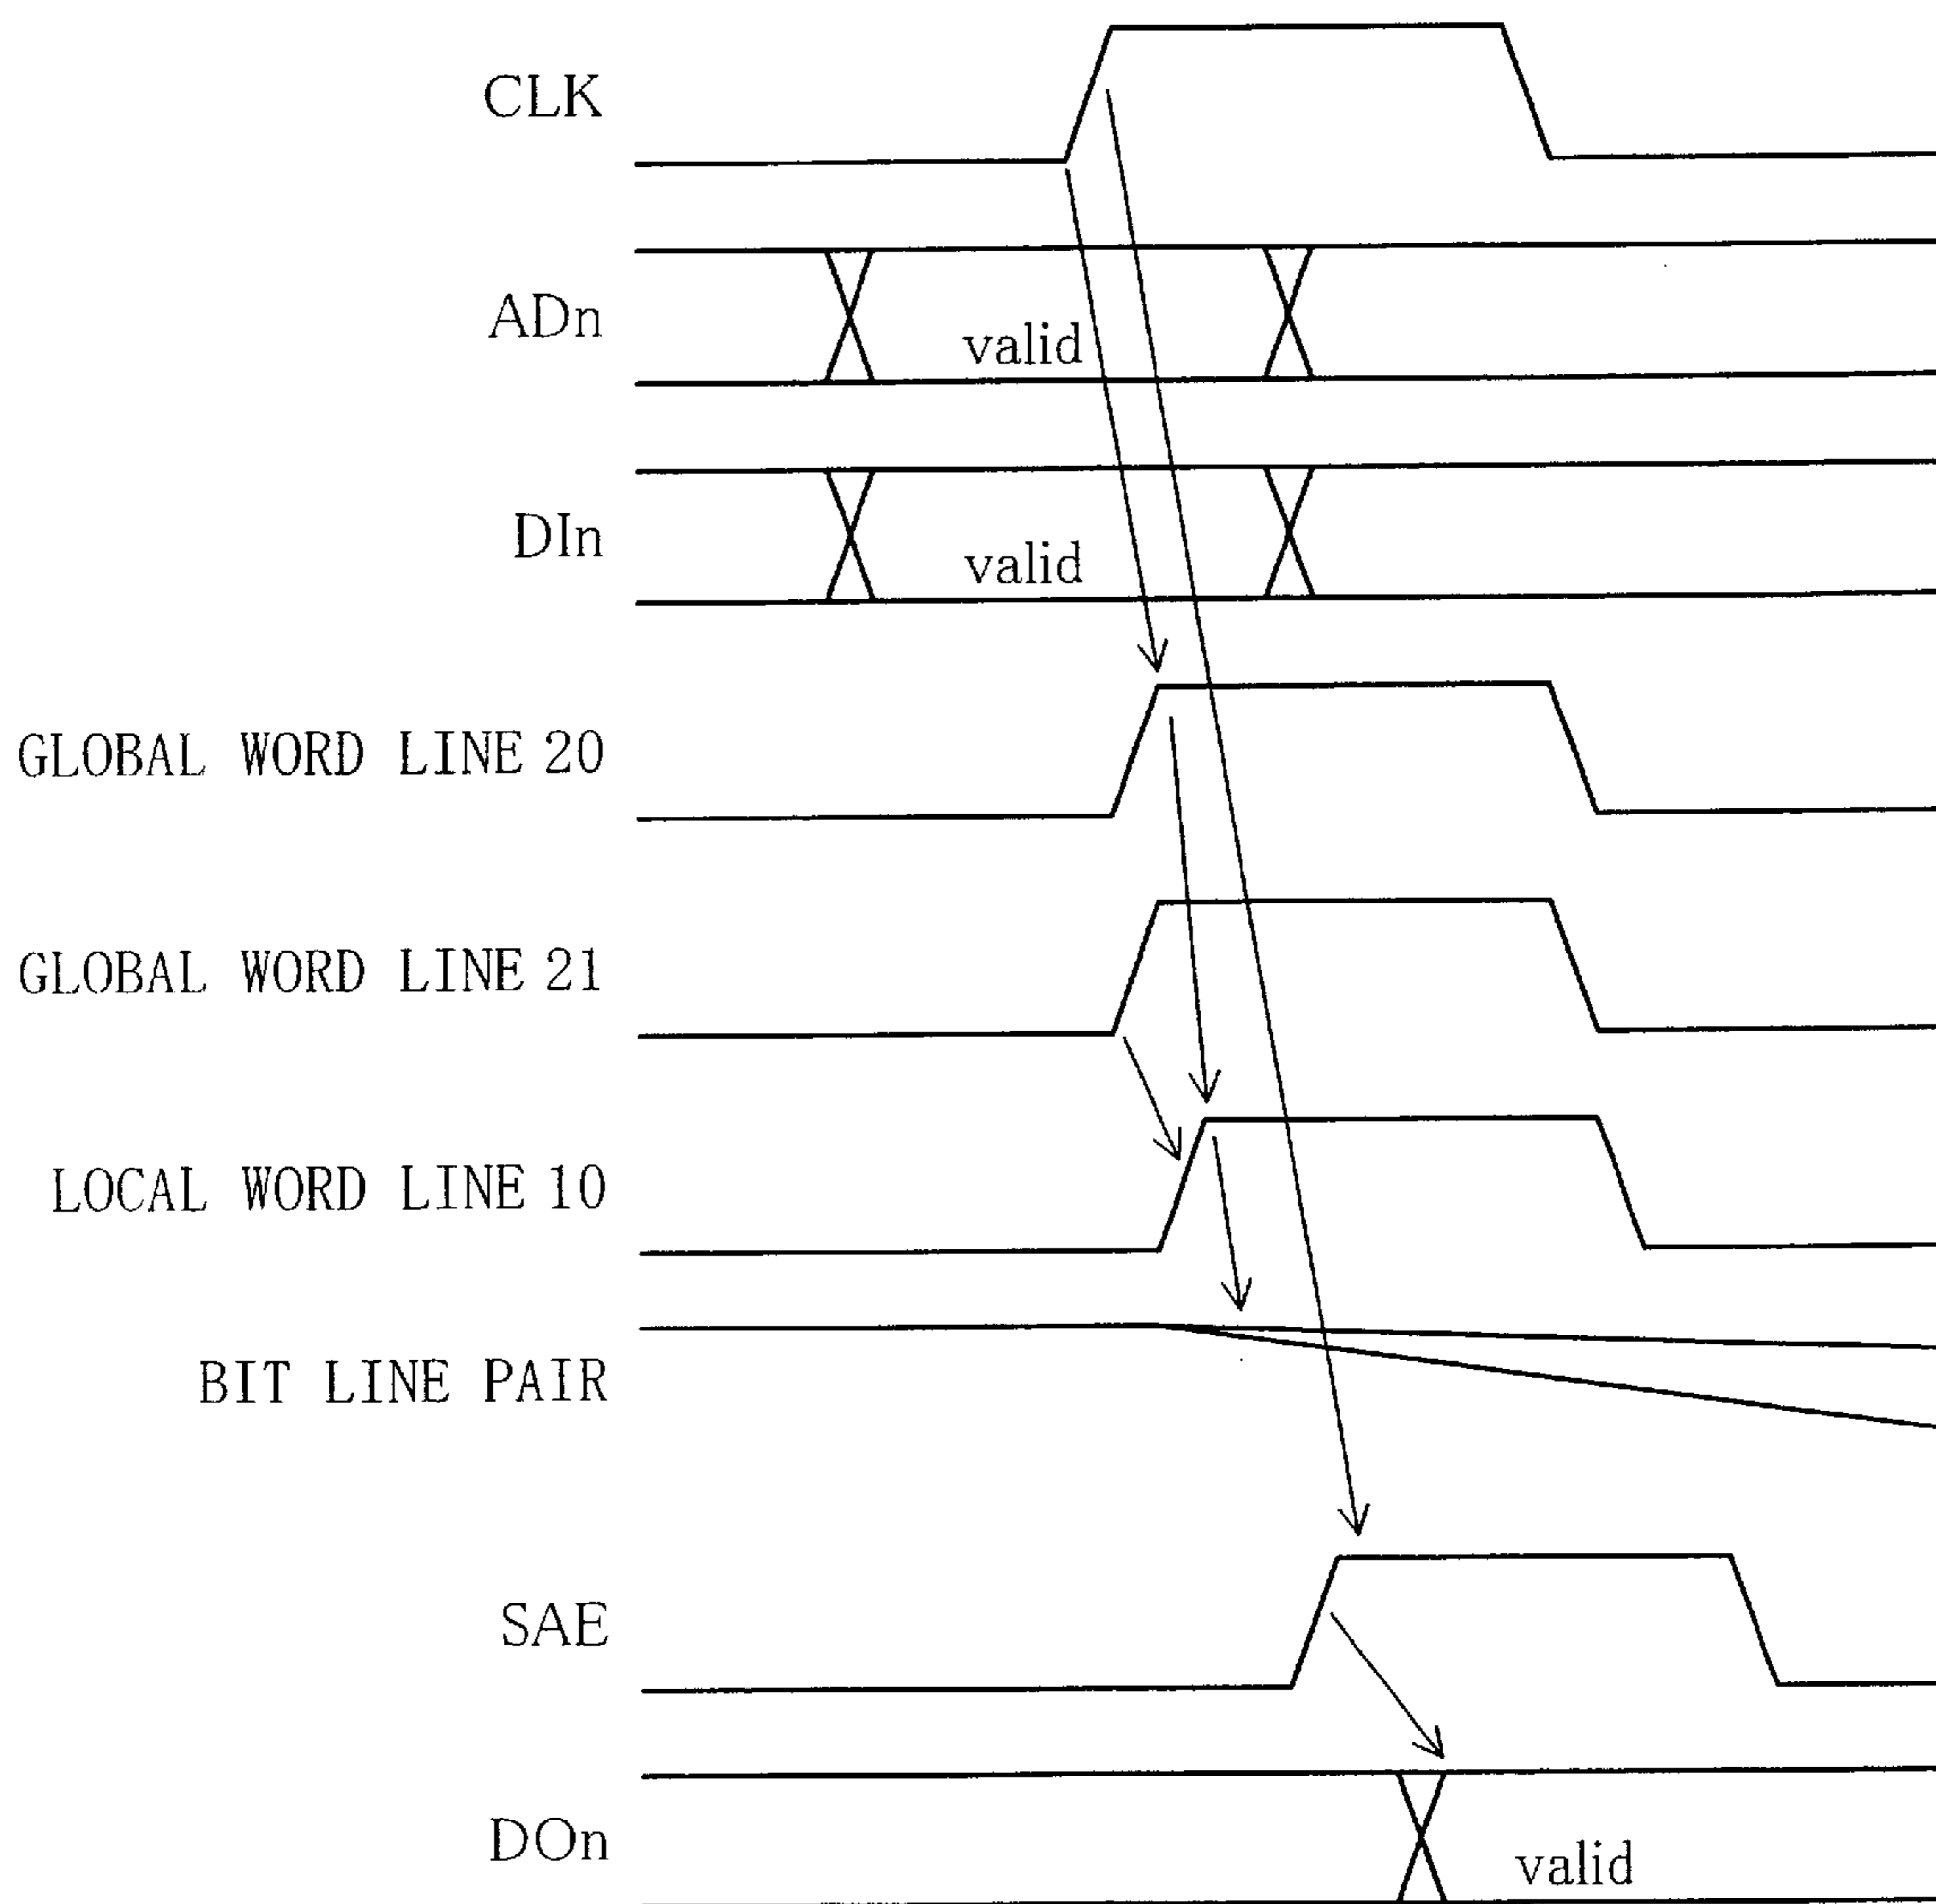 CLK
ADn
valid
DIn
valid
GLOBAL WORD LINE 20
GLOBAL WORD LINE 21
LOCAL WORD LINE 10
BIT LINE PAIR
SAE
DOn
valid